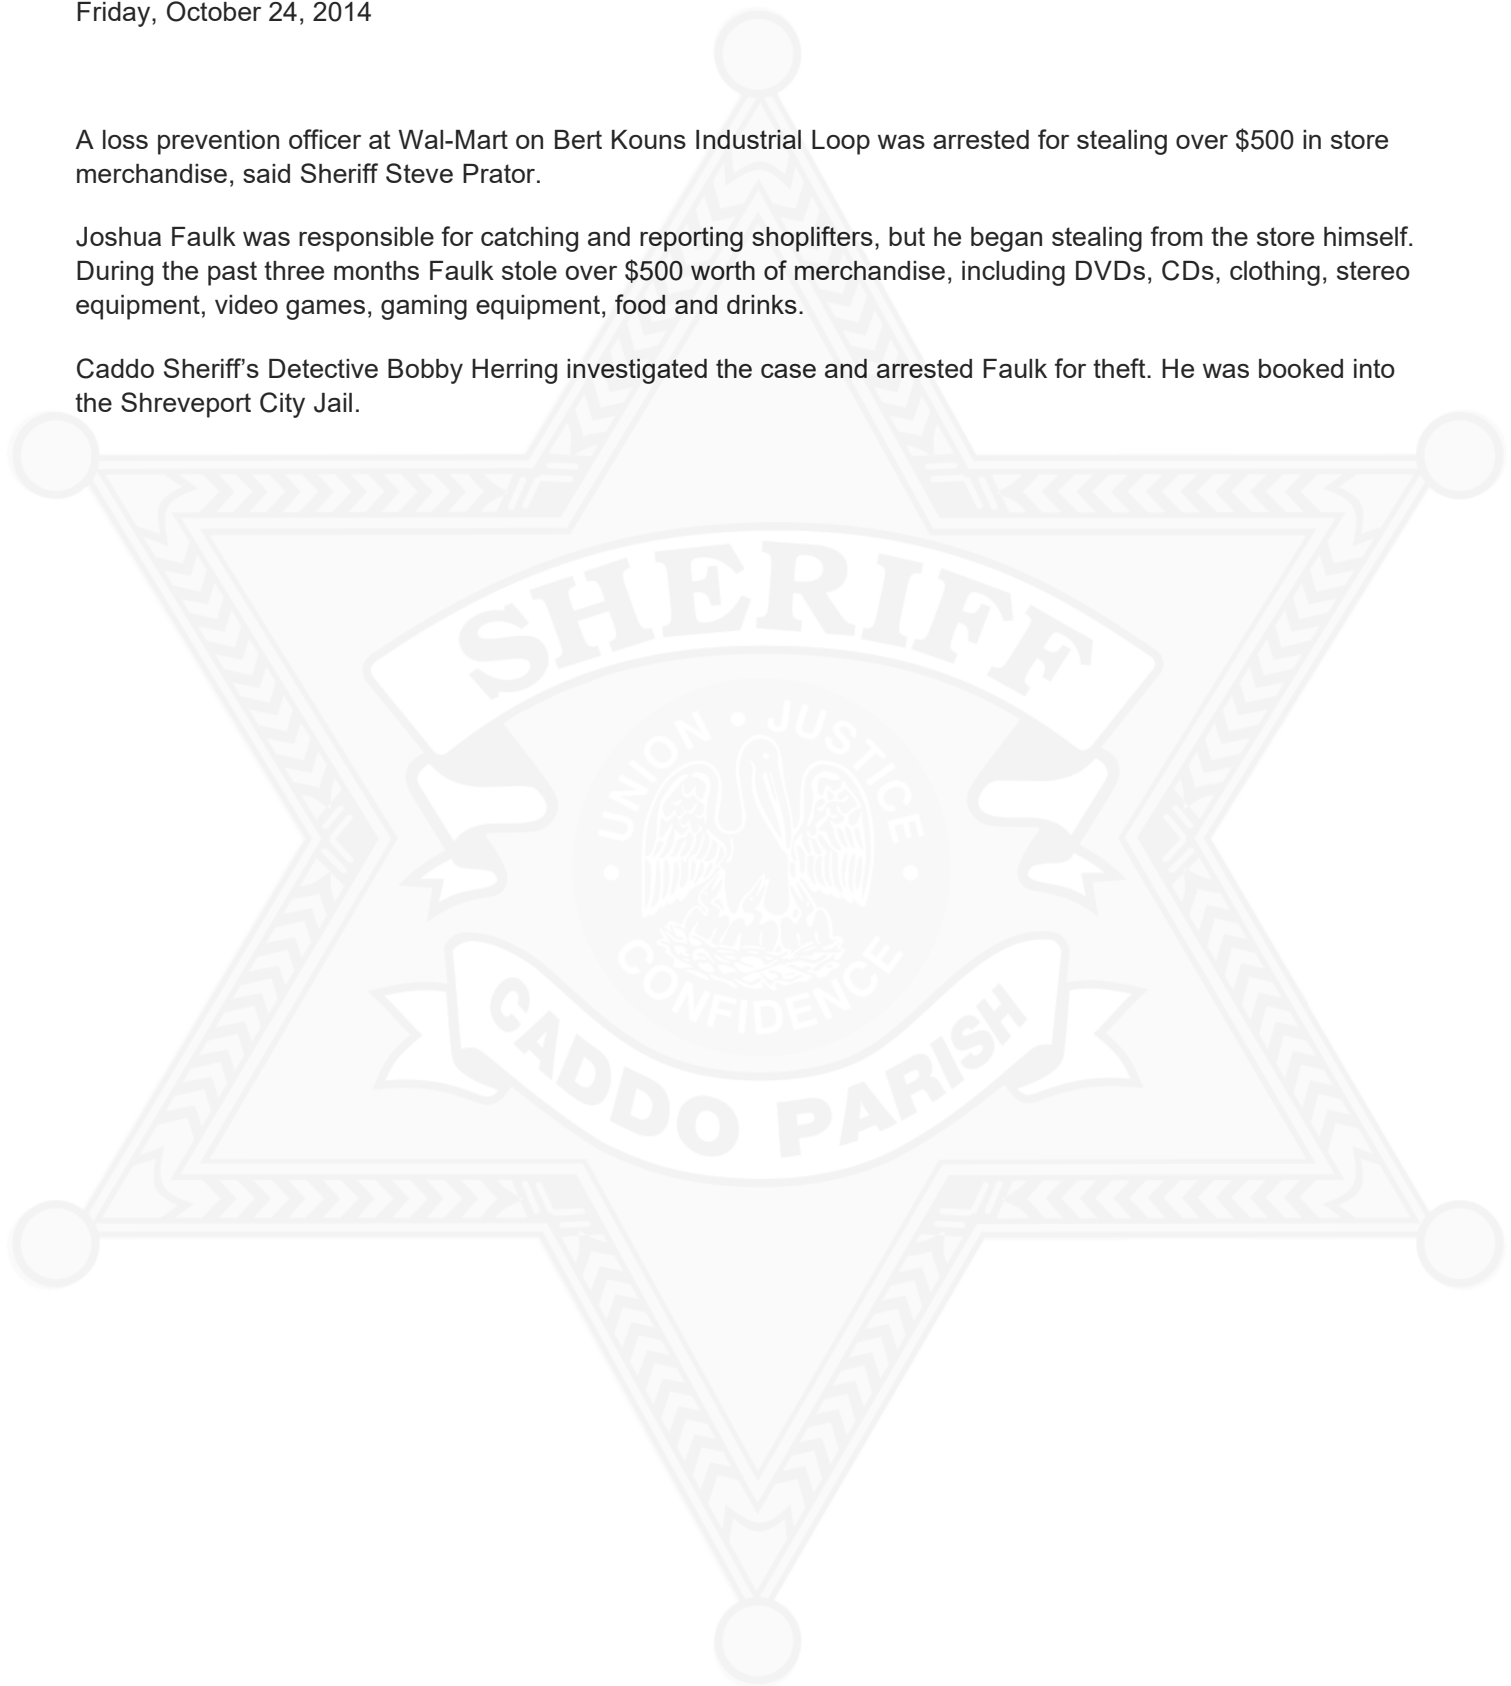 Friday, October 24, 2014
A loss prevention officer at Wal-Mart on Bert Kouns Industrial Loop was arrested for stealing over $500 in store
merchandise, said Sheriff Steve Prator.
Joshua Faulk was responsible for catching and reporting shoplifters, but he began stealing from the store himself.
During the past three months Faulk stole over $500 worth of merchandise, including DVDs, CDs, clothing, stereo
equipment, video games, gaming equipment, food and drinks.
Caddo Sheriff’s Detective Bobby Herring investigated the case and arrested Faulk for theft. He was booked into
the Shreveport City Jail.
SHERIFF
UNION • JUSTICE
• CONFIDENCE •
CADDO PARISH